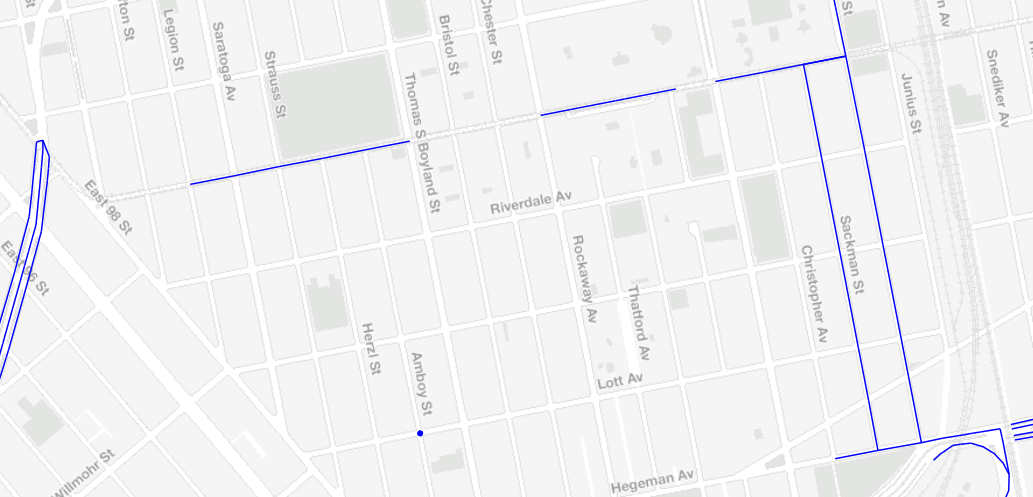 Legion St
Saratoga Av
Strauss St
Bristol St
Thomas S Boyland St
St
Junius St
Snediker Av
East 98 St
Riverdale Av
Rockaway Av
Sackman St
Christopher Av
Thatford Av
Herzl St
Amboy St
Lott Av
Hegeman Av
Willmohr St